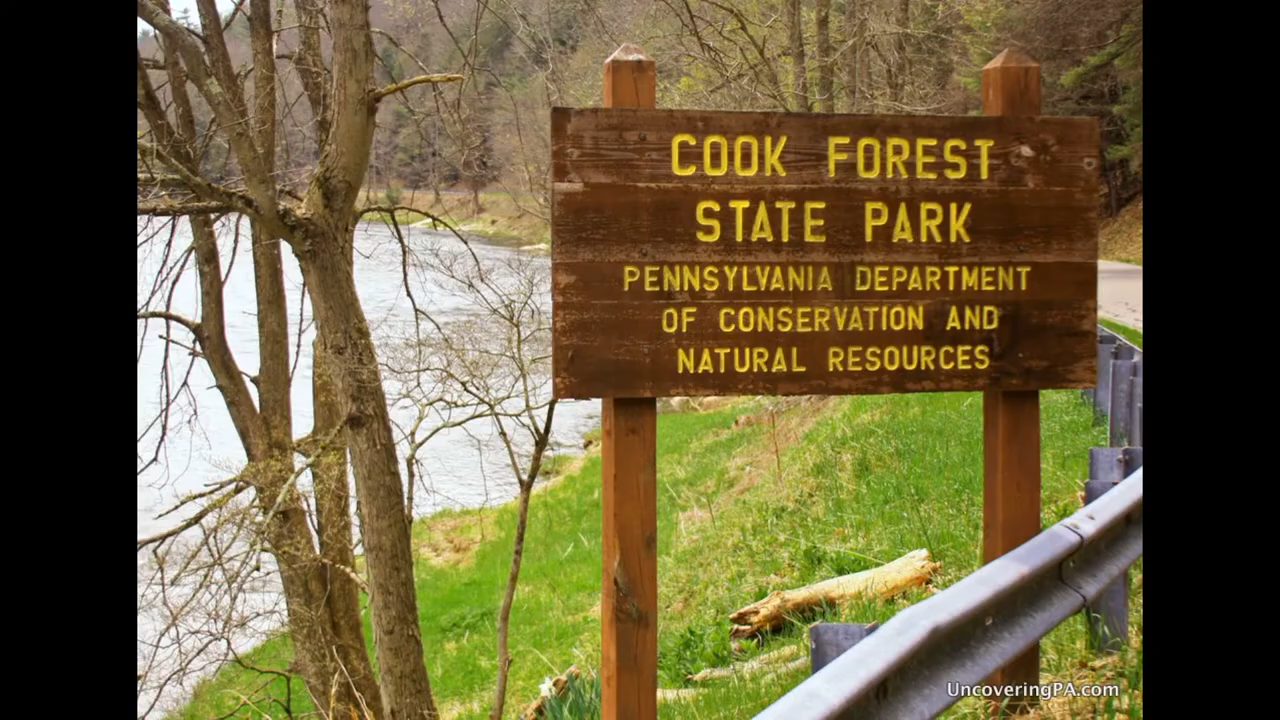 COOK FOREST
STATE PARK
PENNSYLVANIA DEPARTMENT
OF CONSERVATION AND
NATURAL RESOURCES
UncoveringPA.com